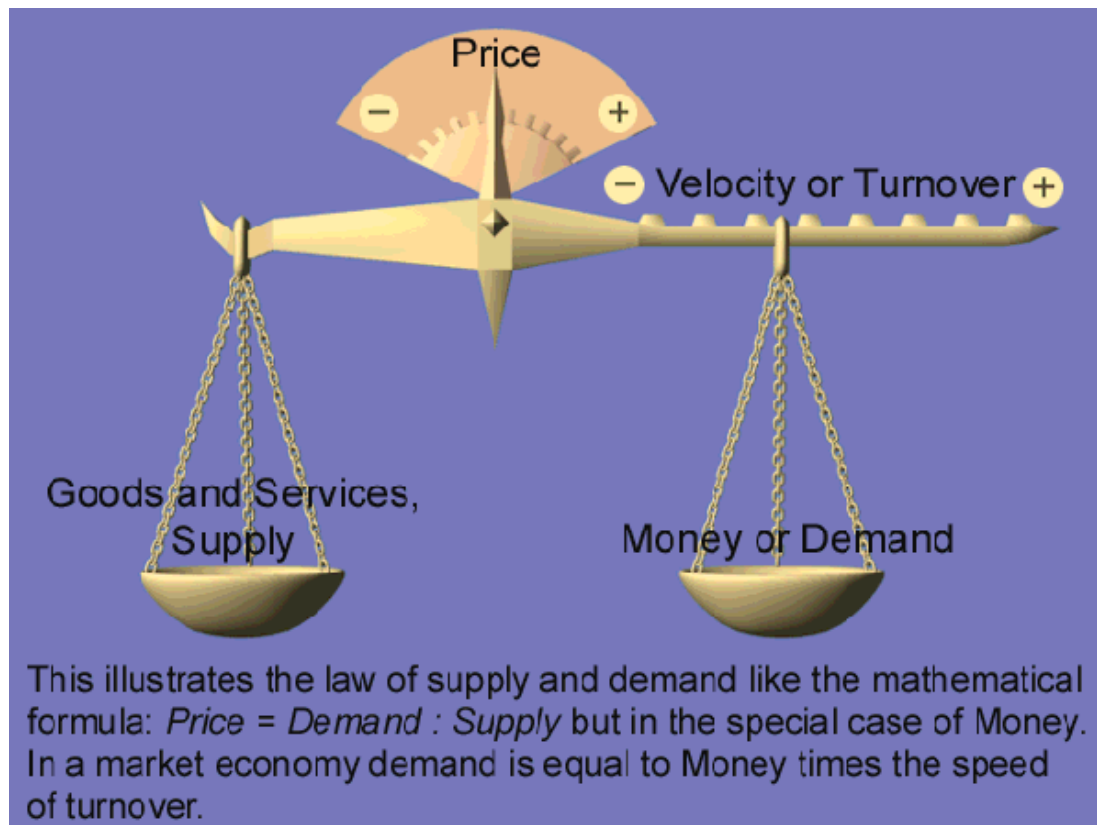 Price
− +
− Velocity or Turnover +
Goods and Services,
Supply
Money or Demand
This illustrates the law of supply and demand like the mathematical
formula: Price = Demand : Supply but in the special case of Money.
In a market economy demand is equal to Money times the speed
of turnover.